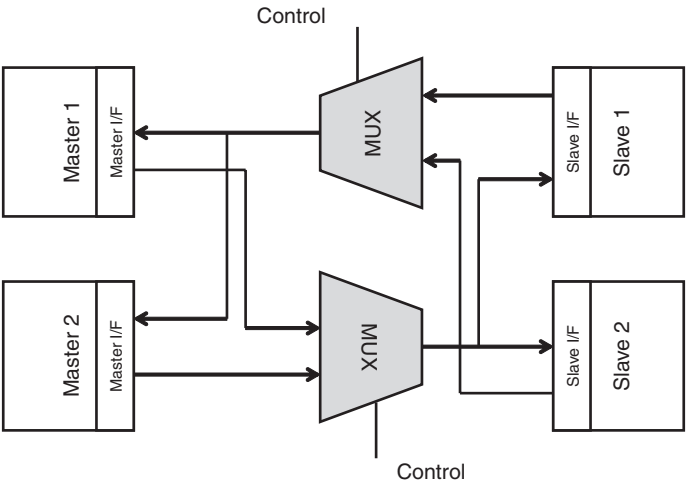 Control
Master 1
Master I/F
MUX
Slave I/F
Slave 1
Master 2
Master I/F
MUX
Slave I/F
Slave 2
Control